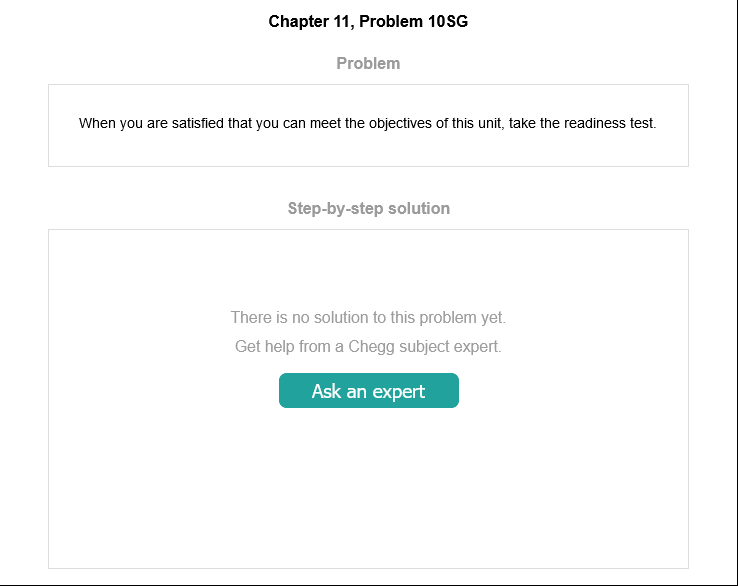 Chapter 11, Problem 10SG
Problem
When you are satisfied that you can meet the objectives of this unit, take the readiness test.
Step-by-step solution
There is no solution to this problem yet.
Get help from a Chegg subject expert.
Ask an expert